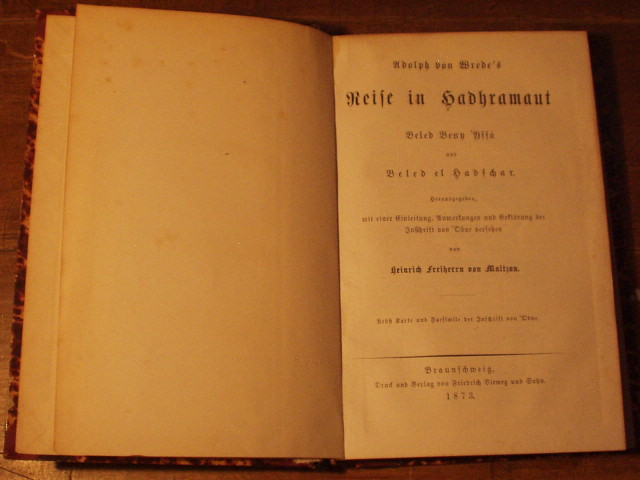 Adolph von Wrede's
Reise in Hadhramaut
Beled Beny 'Yssà
und
Beled el Hadschar.
Herausgegeben,
mit einer Einleitung, Anmerkungen und Erklärung der
Inschrift von 'Obne versehen
von
Heinrich Freiherrn von Maltzan.
Nebst Karte und Facsimile der Inschrift von 'Obne.
Braunschweig,
Druck und Verlag von Friedrich Vieweg und Sohn.
1873.